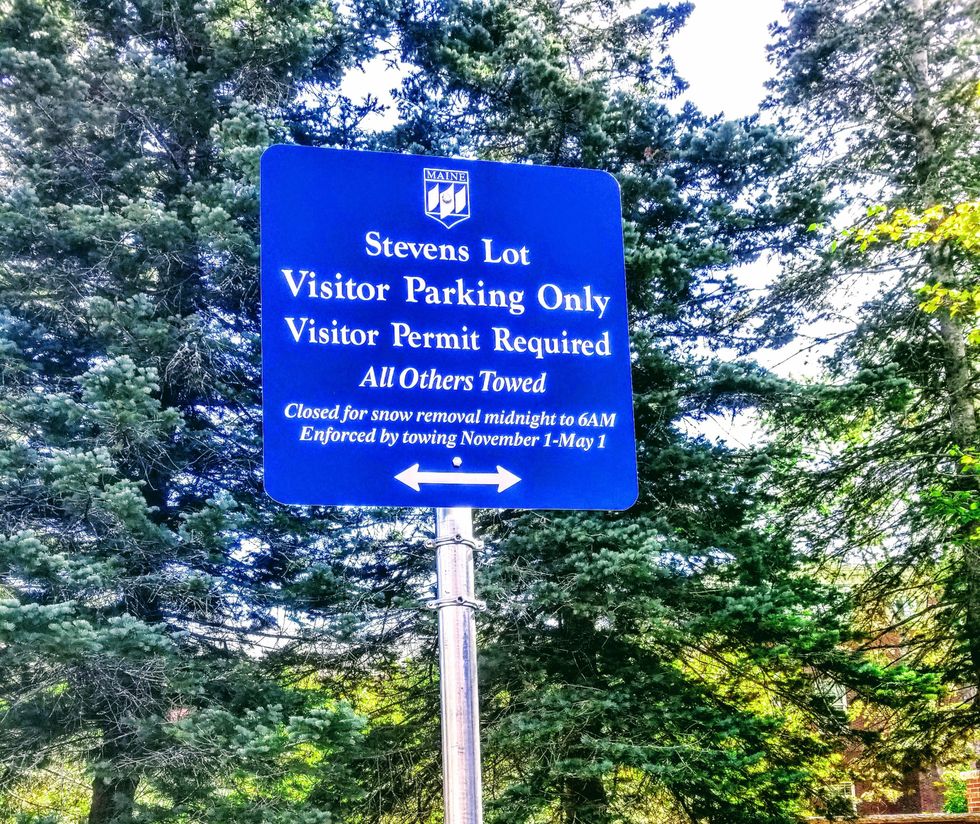 MAINE
Stevens Lot
Visitor Parking Only
Visitor Permit Required
All Others Towed
Closed for snow removal midnight to 6AM
Enforced by towing November 1-May 1